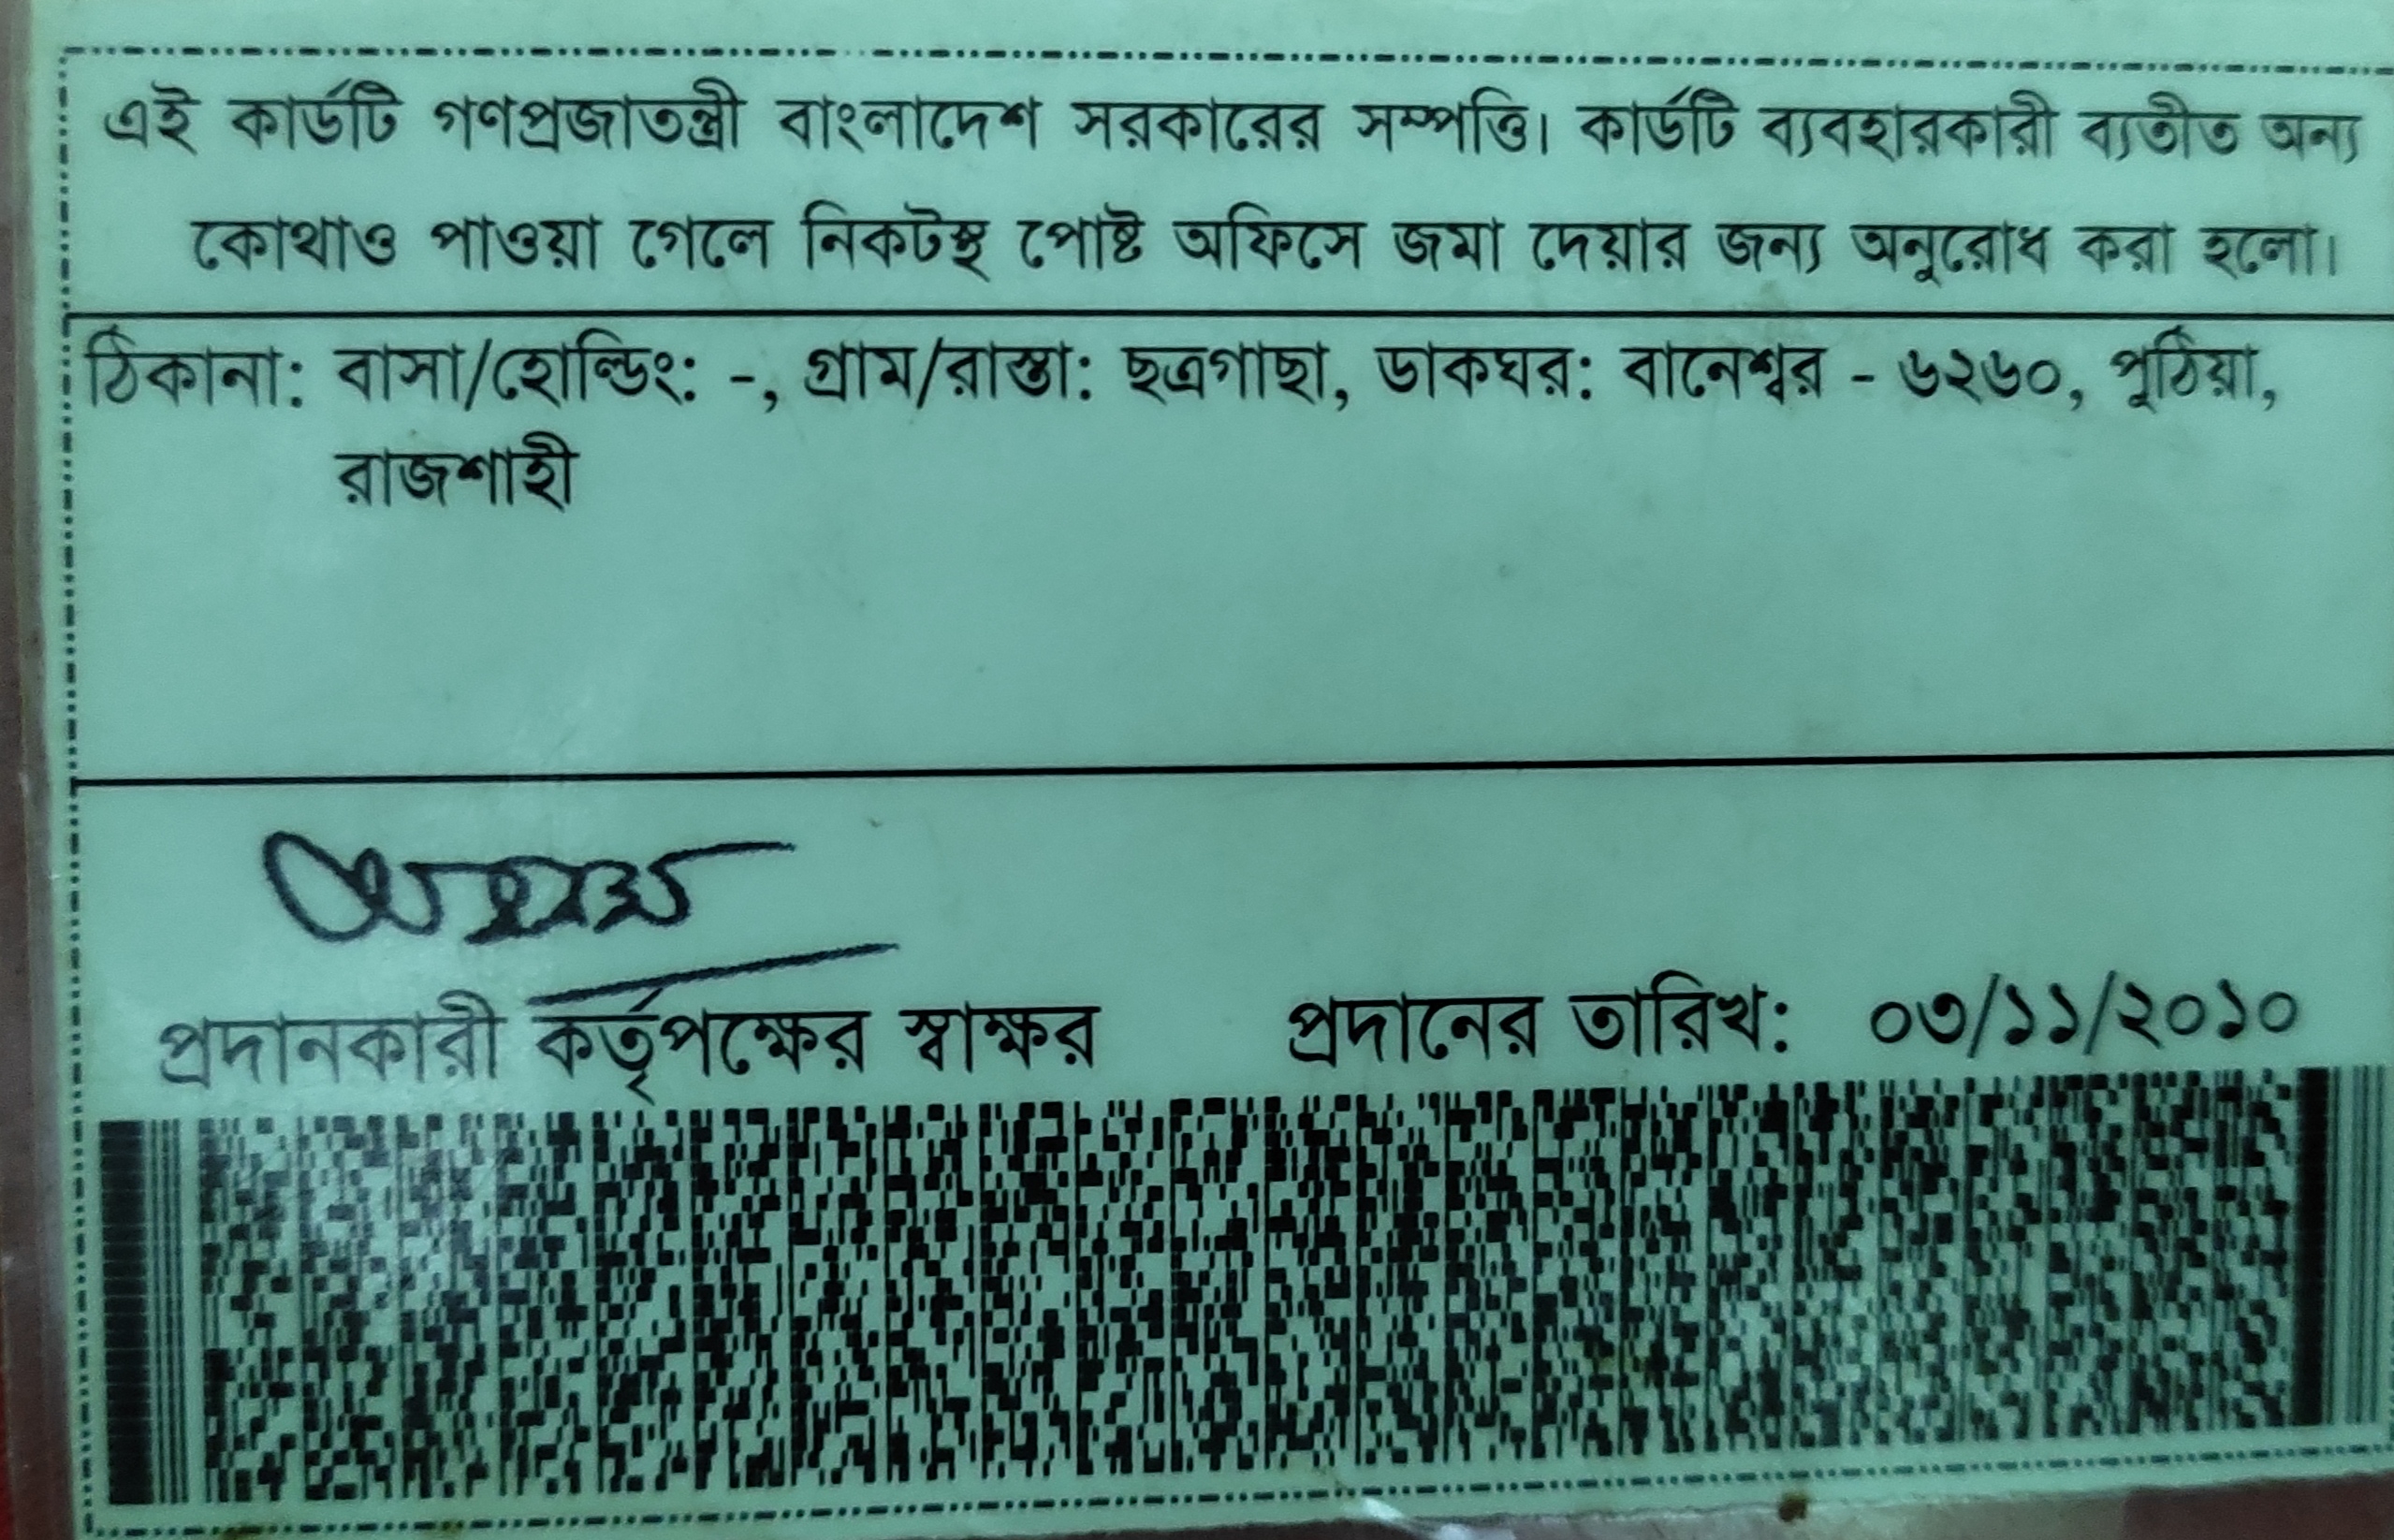 এই কার্ডটি গণপ্রজাতন্ত্রী বাংলাদেশ সরকারের সম্পত্তি। কার্ডটি ব্যবহারকারী ব্যতীত অন্য
কোথাও পাওয়া গেলে নিকটস্থ পোষ্ট অফিসে জমা দেয়ার জন্য অনুরোধ করা হলো।
ঠিকানা: বাসা/হোল্ডিং: -, গ্রাম/রাস্তা: ছত্রগাছা, ডাকঘর: বানেশ্বর - ৬২৬০, পুঠিয়া,
রাজশাহী
প্রদানকারী কর্তৃপক্ষের স্বাক্ষর প্রদানের তারিখ: ০৩/১১/২০১০